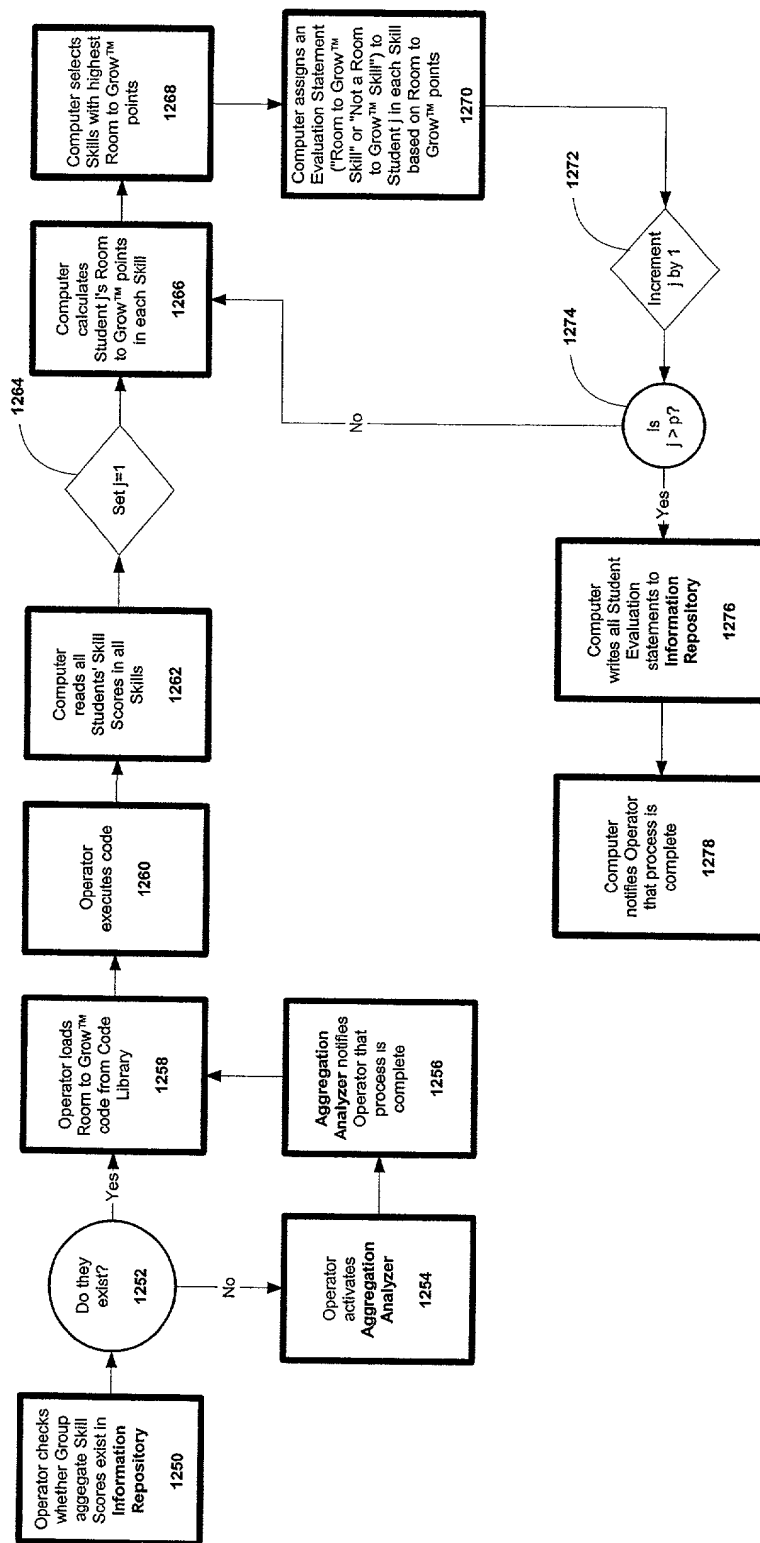 Operator checks
whether Group
aggegate Skill
Scores exist in
Information
Repository
1250
Do they
exist?
1252
Yes
No
Operator
activates
Aggregation
Analyzer
1254
Aggregation
Analyzer notifies
Operator that
process is
complete
1256
Operator loads
Room to Grow™
code from Code
Library
1258
Operator
executes code
1260
Computer
reads all
Students' Skill
Scores in all
Skills
1262
Set j=1
1264
Computer
calculates
Student j's Room
to Grow™ points
in each Skill
1266
Computer selects
Skills with highest
Room to Grow™
points
1268
Computer assigns an
Evaluation Statement
("Room to Grow™
Skill" or "Not a Room
to Grow™ Skill") to
Student j in each Skill
based on Room to
Grow™ points
1270
Increment
j by 1
1272
Is
j > p?
1274
No
Yes
Computer
writes all Student
Evaluation
statements to
Information
Repository
1276
Computer
notifies Operator
that process is
complete
1278